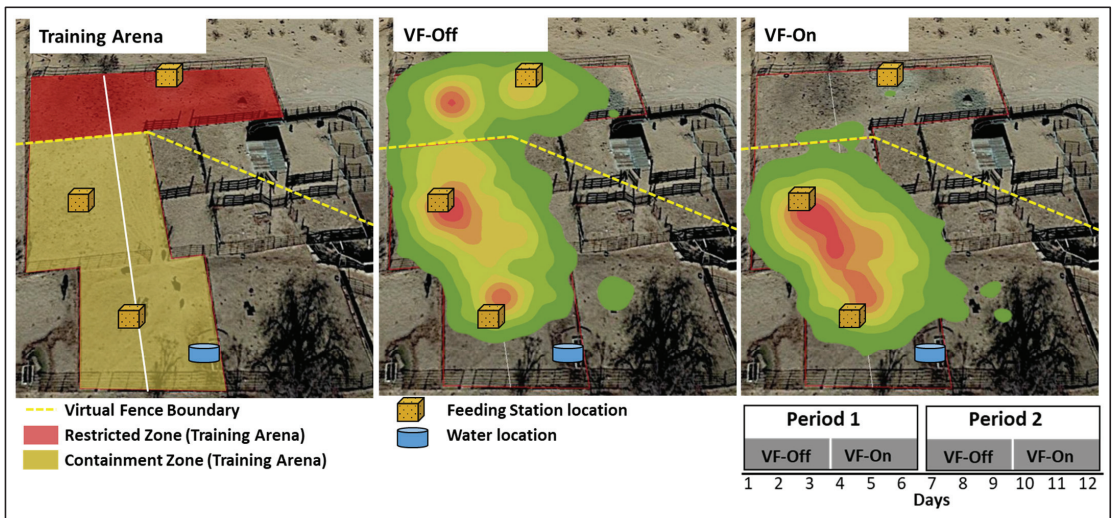 Training Arena
VF-Off
VF-On
Virtual Fence Boundary
Restricted Zone (Training Arena)
Containment Zone (Training Arena)
Feeding Station location
Water location
Period 1
Period 2
VF-Off
VF-On
VF-Off
VF-On
1 2 3 4 5 6 7 8 9 10 11 12
Days